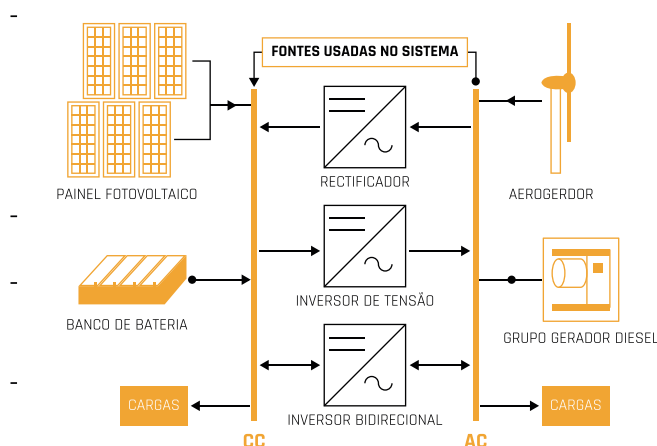 FONTES USADAS NO SISTEMA
PAINEL FOTOVOLTAICO
RECTIFICADOR
AEROGERDOR
BANCO DE BATERIA
INVERSOR DE TENSÃO
GRUPO GERADOR DIESEL
CARGAS
INVERSOR BIDIRECIONAL
CARGAS
CC
AC